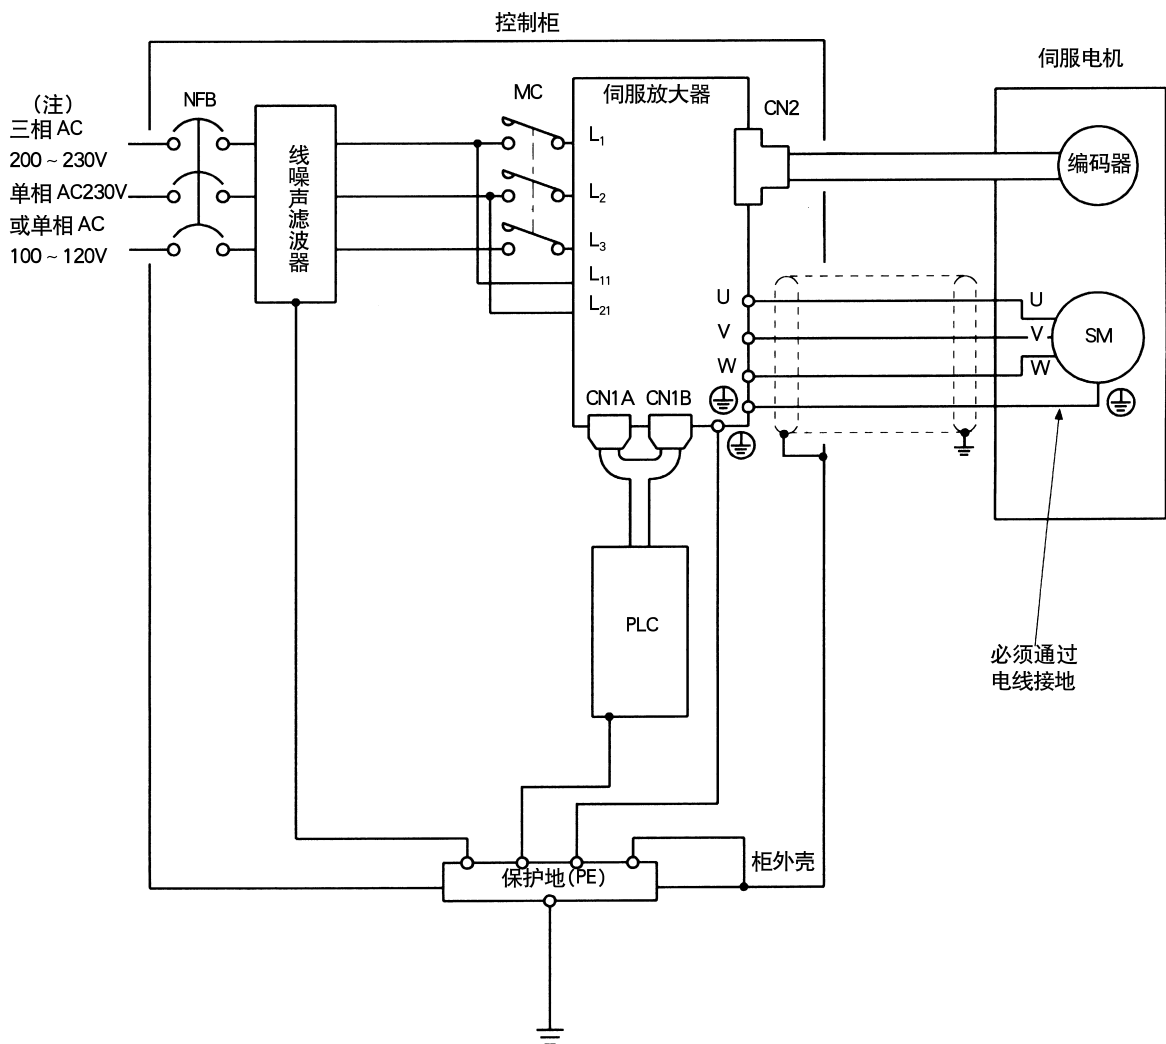 控制柜
伺服电机
(注)
三相 AC
200 ~ 230V
单相 AC230V
或单相 AC
100 ~ 120V
NFB
线噪声滤波器
MC
伺服放大器
L1
L2
L3
L11
L21
CN2
编码器
U
V
W
U
V
W
SM
CN1A
CN1B
PLC
必须通过
电线接地
柜外壳
保护地(PE)